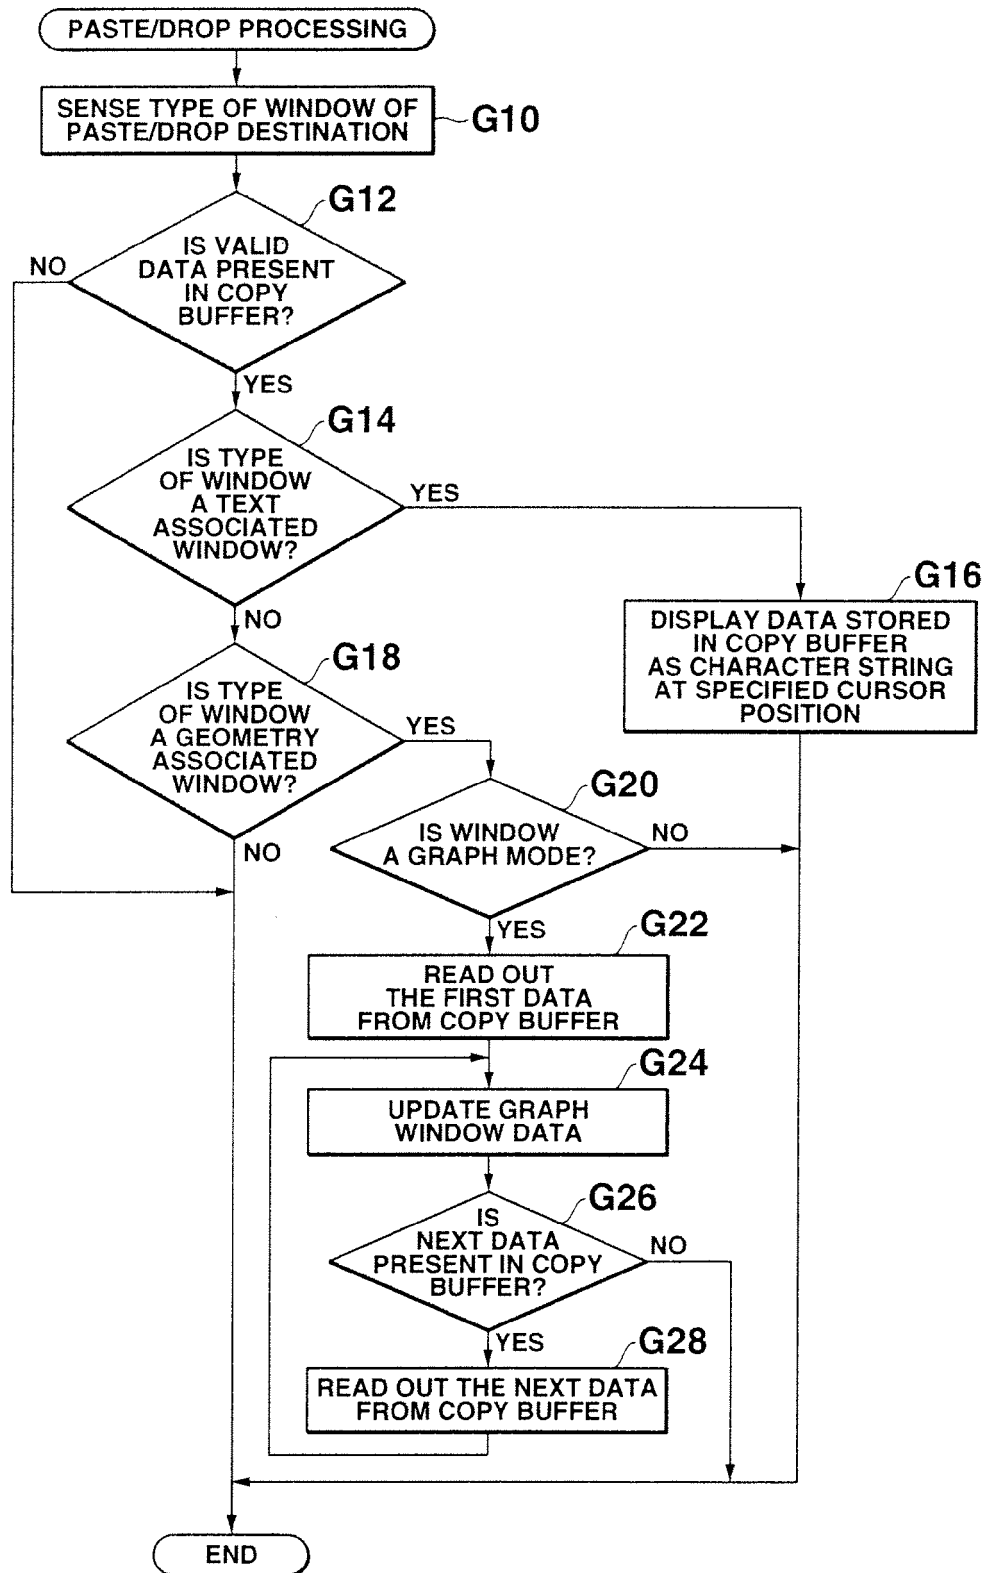 PASTE/DROP PROCESSING
SENSE TYPE OF WINDOW OF
PASTE/DROP DESTINATION
G10
G12
IS VALID
DATA PRESENT
IN COPY
BUFFER?
NO
YES
G14
IS TYPE
OF WINDOW
A TEXT
ASSOCIATED
WINDOW?
YES
NO
G16
DISPLAY DATA STORED
IN COPY BUFFER
AS CHARACTER STRING
AT SPECIFIED CURSOR
POSITION
G18
IS TYPE
OF WINDOW
A GEOMETRY
ASSOCIATED
WINDOW?
YES
NO
G20
IS WINDOW
A GRAPH MODE?
NO
YES
G22
READ OUT
THE FIRST DATA
FROM COPY BUFFER
G24
UPDATE GRAPH
WINDOW DATA
G26
IS
NEXT DATA
PRESENT IN COPY
BUFFER?
NO
YES
G28
READ OUT THE NEXT DATA
FROM COPY BUFFER
END